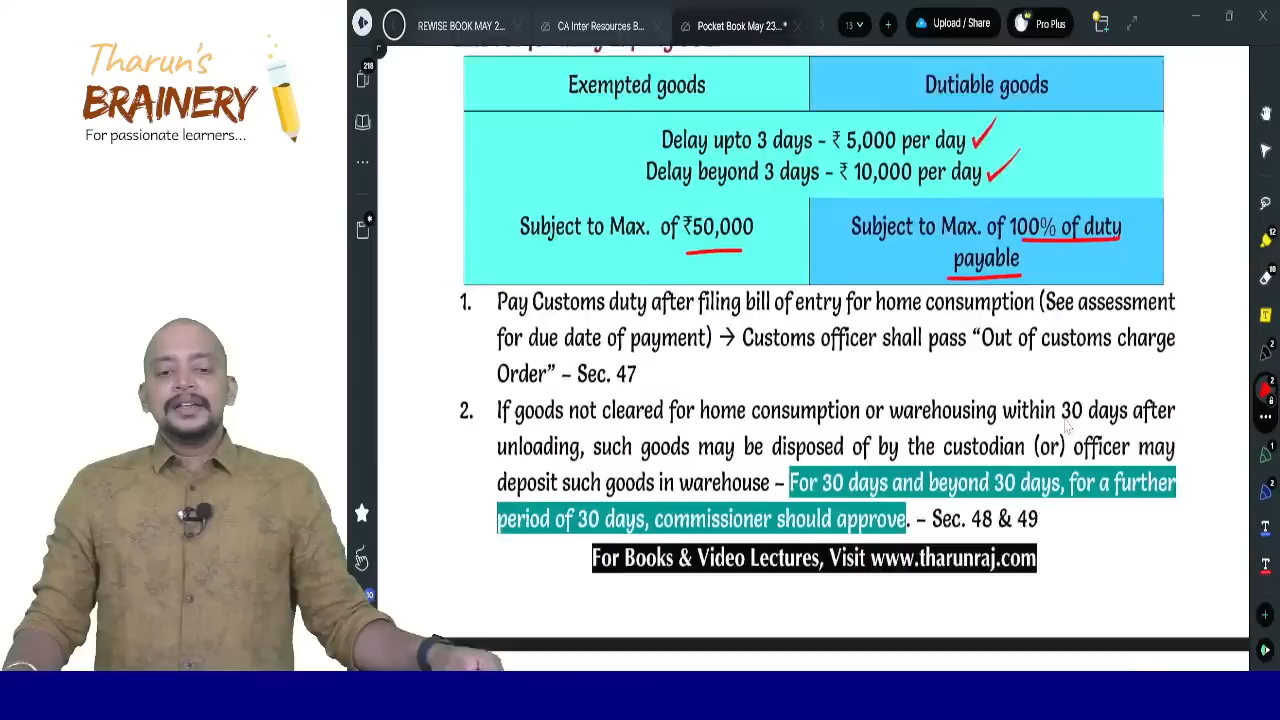 Tharun's
BRAINERY
For passionate learners...
REWISE BOOK MAY 2...
CA Inter Resources B...
Pocket Book May 23...*
13
Upload / Share
Pro Plus
218
Exempted goods
Dutiable goods
Delay upto 3 days - ₹ 5,000 per day
Delay beyond 3 days - ₹ 10,000 per day
Subject to Max. of ₹50,000
Subject to Max. of 100% of duty
payable
1. Pay Customs duty after filing bill of entry for home consumption (See assessment
for due date of payment) → Customs officer shall pass “Out of customs charge
Order” – Sec. 47
2. If goods not cleared for home consumption or warehousing within 30 days after
unloading, such goods may be disposed of by the custodian (or) officer may
deposit such goods in warehouse – For 30 days and beyond 30 days, for a further
period of 30 days, commissioner should approve. – Sec. 48 & 49
For Books & Video Lectures, Visit www.tharunraj.com